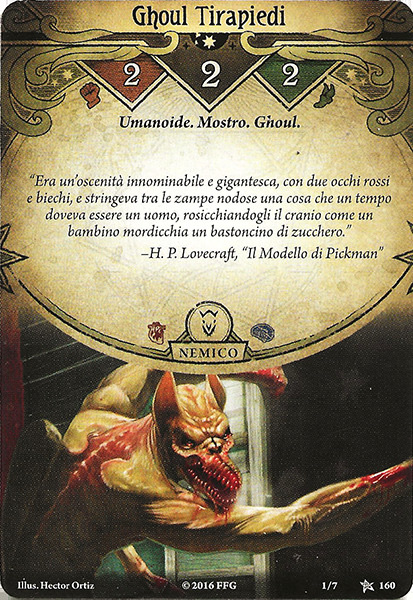 Ghoul Tirapiedi
2 2 2
Umanoide. Mostro. Ghoul.
“Era un’oscenità innominabile e gigantesca, con due occhi rossi
e biechi, e stringeva tra le zampe nodose una cosa che un tempo
doveva essere un uomo, rosicchiandogli il cranio come un
bambino mordicchia un bastoncino di zucchero.”
–H. P. Lovecraft, “Il Modello di Pickman”
NEMICO
Illus. Hector Ortiz © 2016 FFG 1/7 160